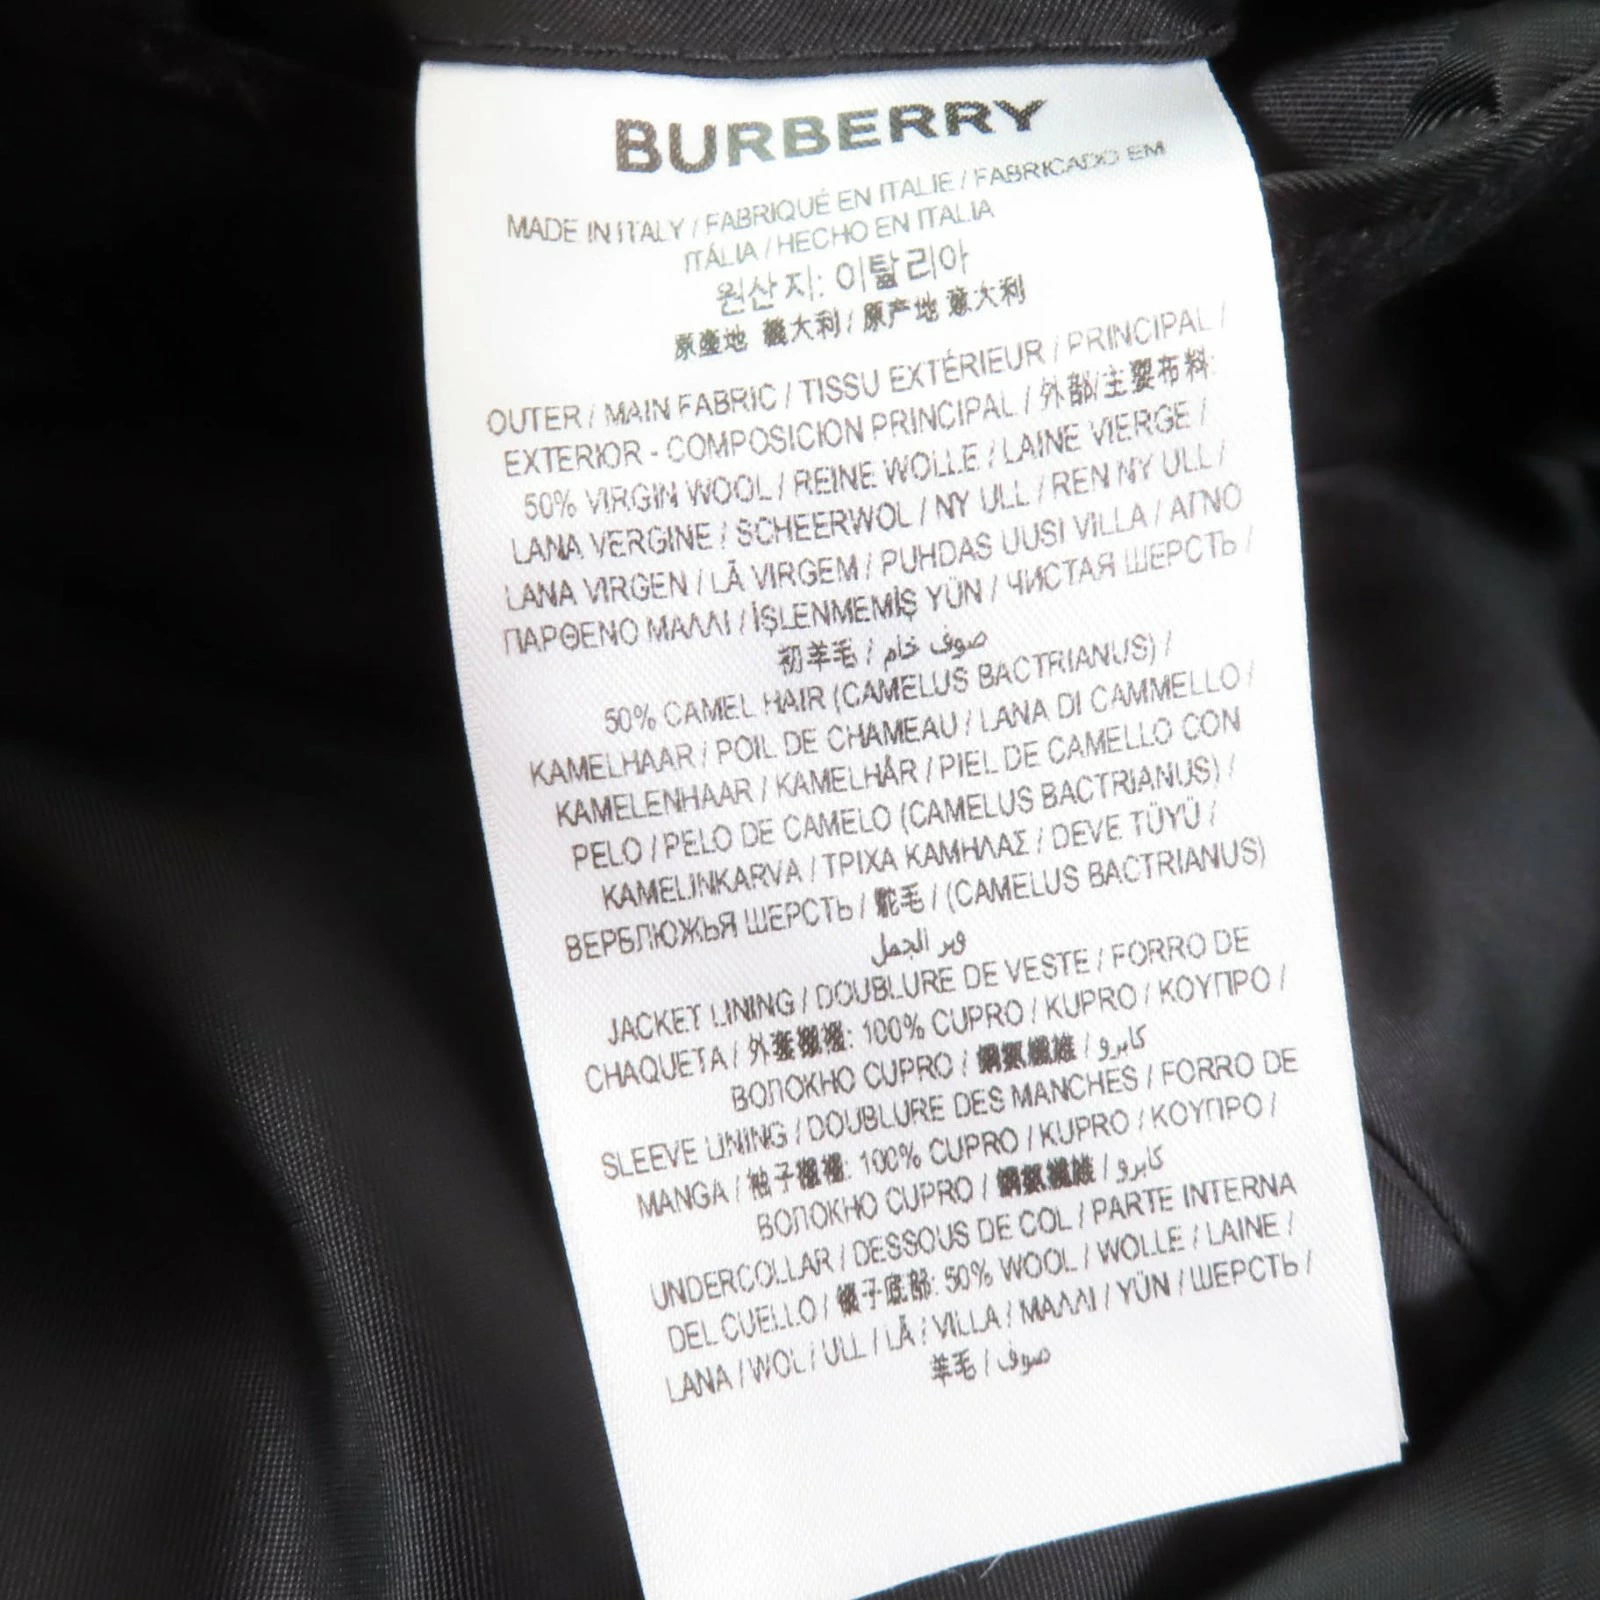 BURBERRY
MADE IN ITALY / FABRIQUÉ EN ITALIE / FABRICADO EM
ITÁLIA / HECHO EN ITALIA
원산지: 이탈리아
原產地 義大利 / 原产地 意大利
OUTER / MAIN FABRIC / TISSU EXTÉRIEUR / PRINCIPAL /
EXTERIOR - COMPOSICION PRINCIPAL / 外部/主要布料:
50% VIRGIN WOOL / REINE WOLLE / LAINE VIERGE /
LANA VERGINE / SCHEERWOL / NY ULL / REN NY ULL /
LANA VIRGEN / LÃ VIRGEM / PUHDAS UUSI VILLA / ΑΓΝΟ
ΠΑΡΘΕΝΟ ΜΑΛΛΙ / İŞLENMEMİŞ YÜN / ЧИСТАЯ ШЕРСТЬ /
初羊毛 / صوف خام
50% CAMEL HAIR (CAMELUS BACTRIANUS) /
KAMELHAAR / POIL DE CHAMEAU / LANA DI CAMMELLO /
KAMELENHAAR / KAMELHÅR / PIEL DE CAMELLO CON
PELO / PELO DE CAMELO (CAMELUS BACTRIANUS) /
KAMELINKARVA / ΤΡΙΧΑ ΚΑΜΗΛΑΣ / DEVE TÜYÜ /
ВЕРБЛЮЖЬЯ ШЕРСТЬ / 駝毛 / (CAMELUS BACTRIANUS)
وبر الجمل
JACKET LINING / DOUBLURE DE VESTE / FORRO DE
CHAQUETA / 外套襯裡: 100% CUPRO / KUPRO / ΚΟΥΠΡΟ /
ВОЛОКНО CUPRO / 銅氨纖維 / كابرو
SLEEVE LINING / DOUBLURE DES MANCHES / FORRO DE
MANGA / 袖子襯裡: 100% CUPRO / KUPRO / ΚΟΥΠΡΟ /
ВОЛОКНО CUPRO / 銅氨纖維 / كابرو
UNDERCOLLAR / DESSOUS DE COL / PARTE INTERNA
DEL CUELLO / 領子底部: 50% WOOL / WOLLE / LAINE /
LANA / WOL / ULL / LÃ / VILLA / ΜΑΛΛΙ / YÜN / ШЕРСТЬ /
羊毛 / صوف